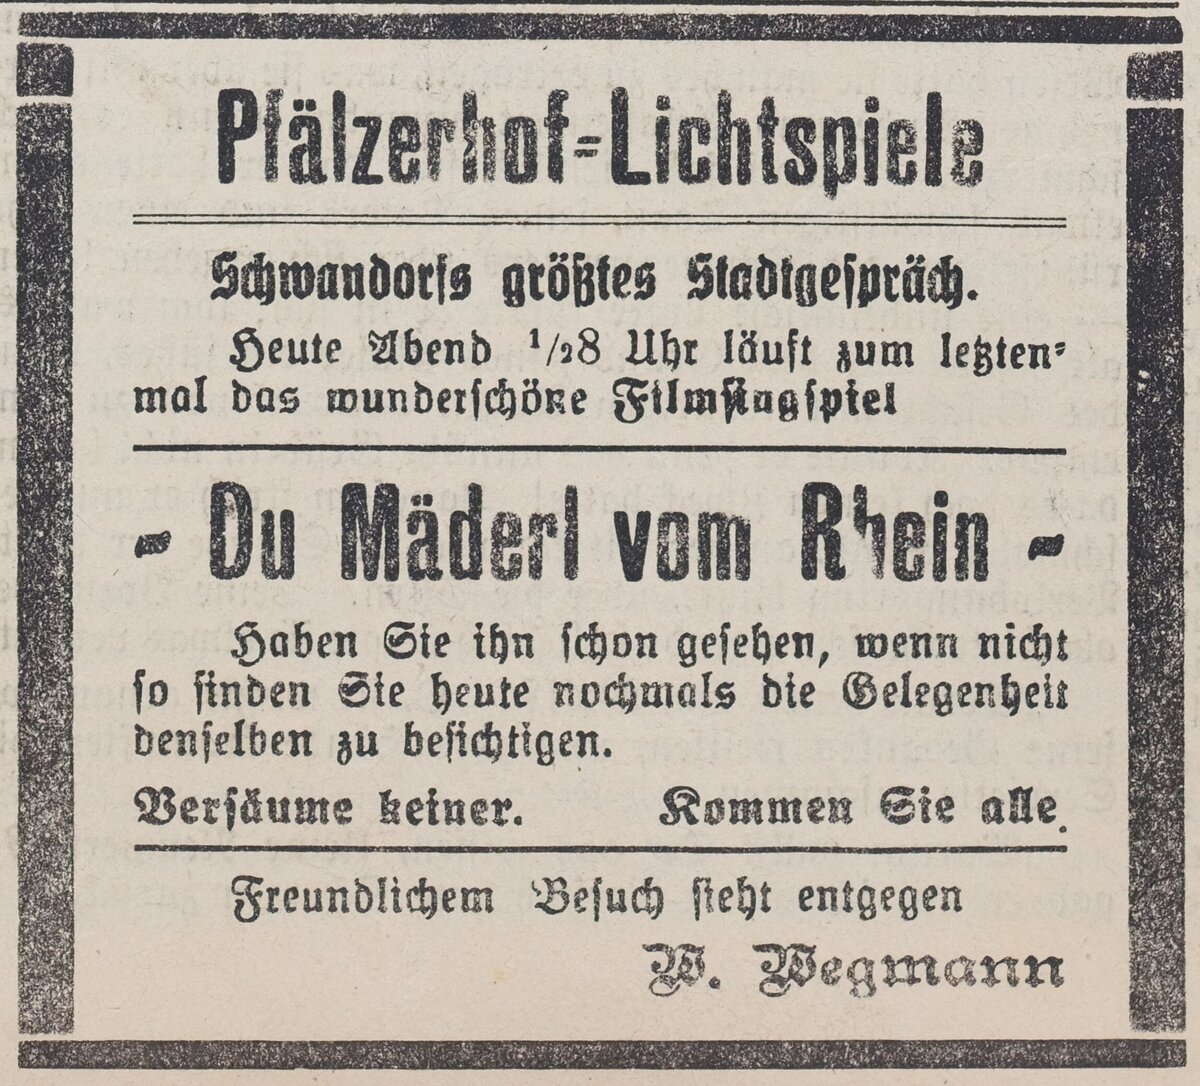 Pfälzerhof=Lichtspiele
Schwandorfs größtes Stadtgespräch.
Heute Abend 1/28 Uhr läuft zum letzten=
mal das wunderschöne Filmsingspiel
- Du Mäderl vom Rhein -
Haben Sie ihn schon gesehen, wenn nicht
so finden Sie heute nochmals die Gelegenheit
denselben zu besichtigen.
Versäume keiner. Kommen Sie alle.
Freundlichem Besuch sieht entgegen
W. Wegmann